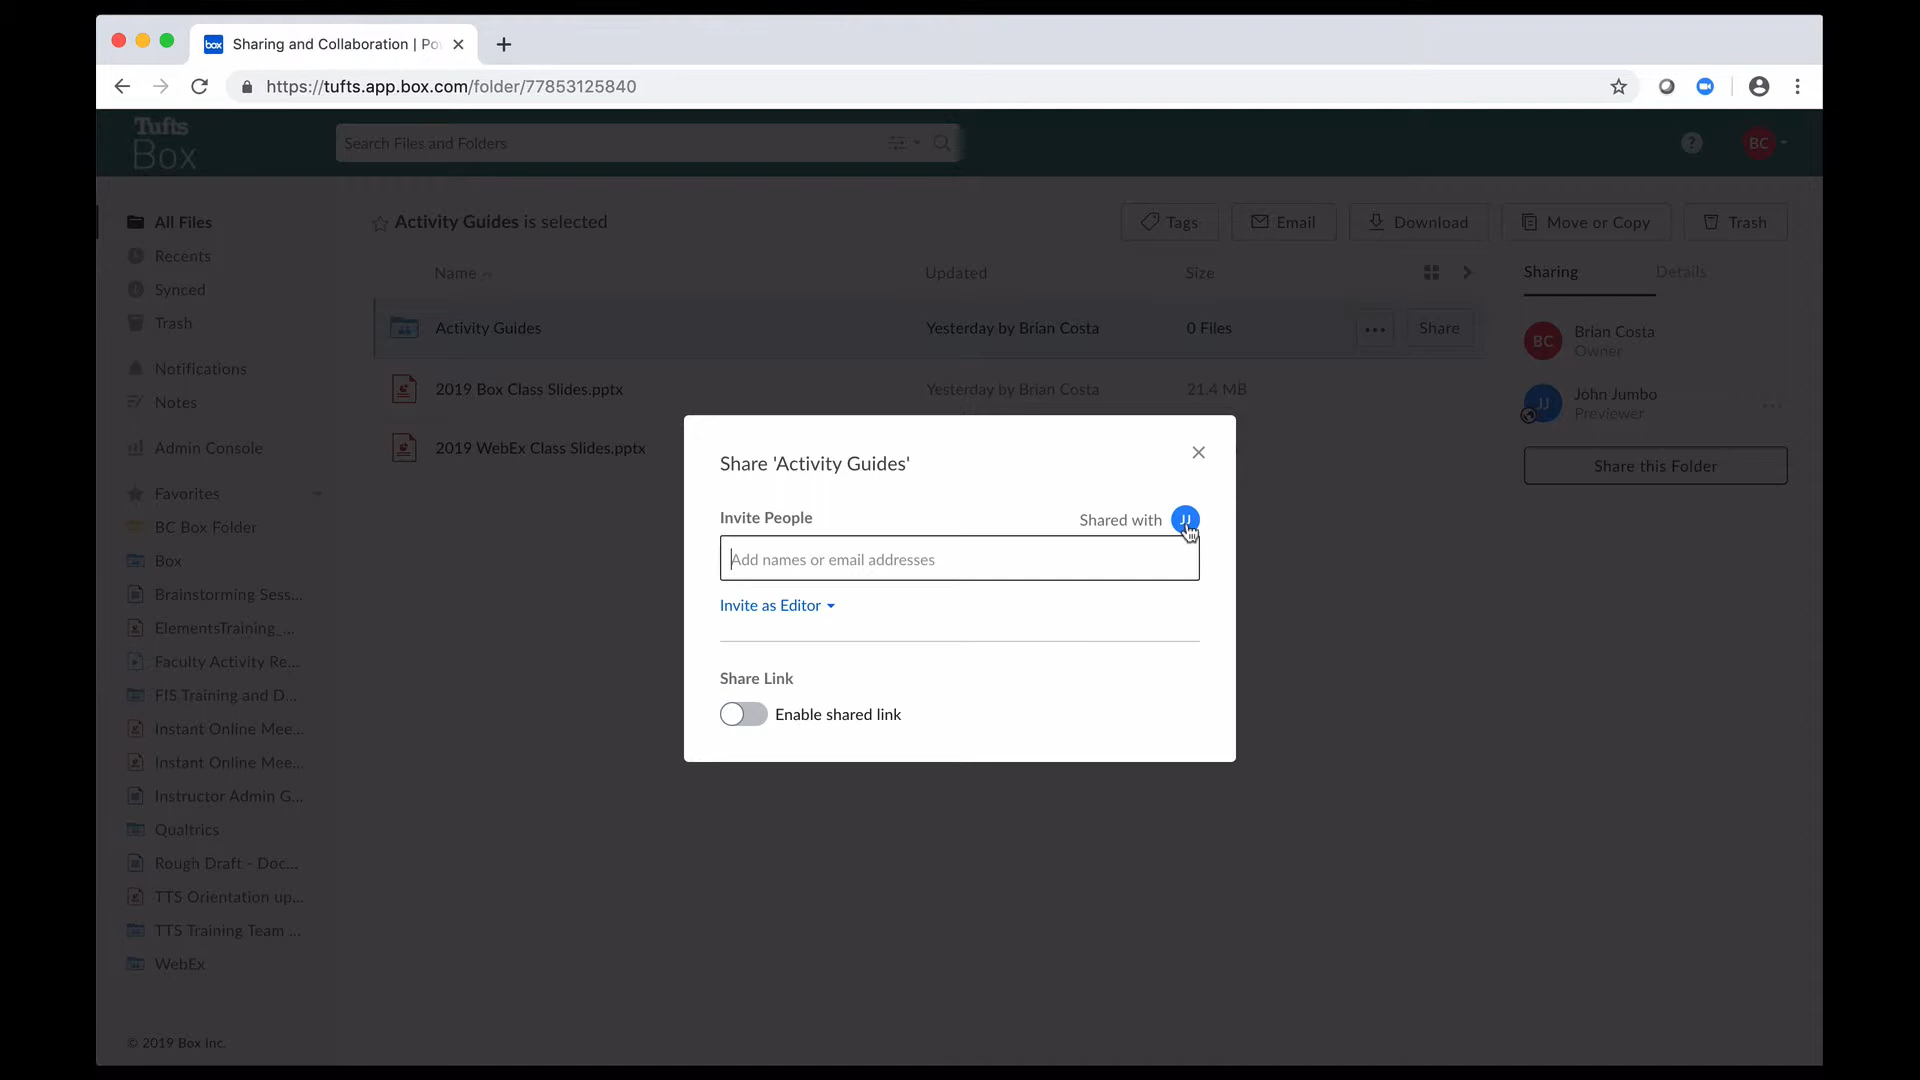 box Sharing and Collaboration | Po
https://tufts.app.box.com/folder/77853125840
Tufts
Box
Search Files and Folders
?
BC
All Files
Recents
Synced
Trash
Notifications
Notes
Admin Console
Favorites
BC Box Folder
Box
Brainstorming Sess...
ElementsTraining_...
Faculty Activity Re...
FIS Training and D...
Instant Online Mee...
Instant Online Mee...
Instructor Admin G...
Qualtrics
Rough Draft - Doc...
TTS Orientation up...
TTS Training Team ...
WebEx
© 2019 Box Inc.
Activity Guides is selected
Tags
Email
Download
Move or Copy
Trash
Name
Updated
Size
Activity Guides
Yesterday by Brian Costa
0 Files
Share
2019 Box Class Slides.pptx
Yesterday by Brian Costa
21.4 MB
2019 WebEx Class Slides.pptx
Sharing
Details
BC
Brian Costa
Owner
JJ
John Jumbo
Previewer
Share this Folder
Share 'Activity Guides'
Invite People
Shared with
JJ
Add names or email addresses
Invite as Editor
Share Link
Enable shared link